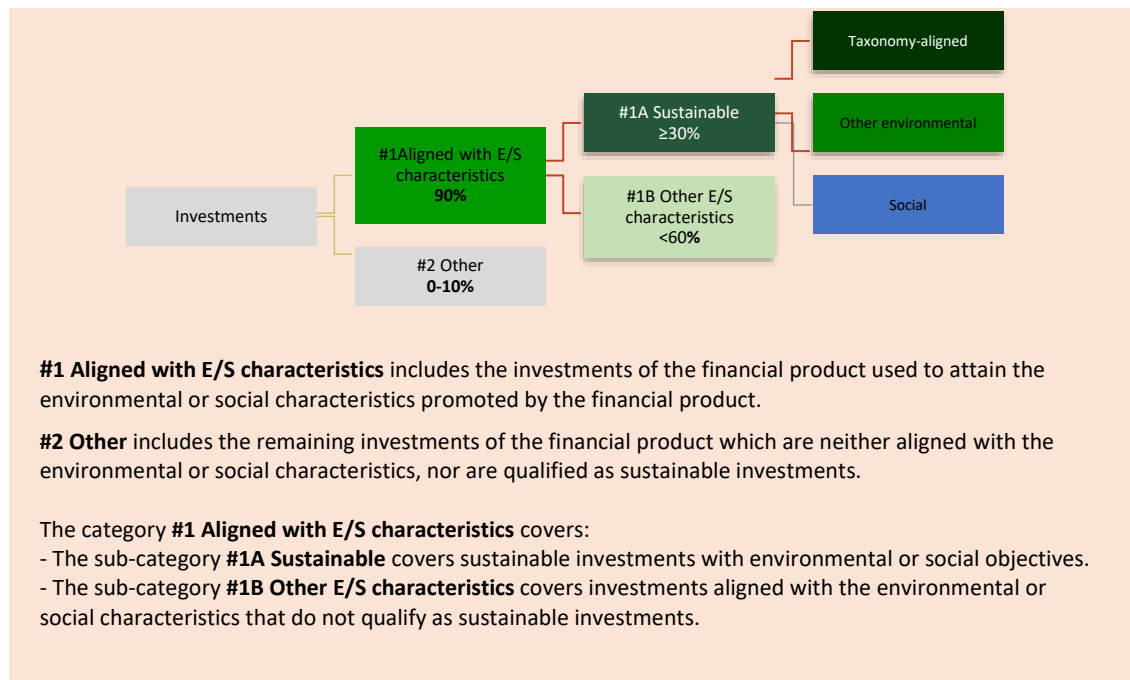 Taxonomy-aligned
#1A Sustainable
≥30%
Other environmental
#1Aligned with E/S
characteristics
90%
#1B Other E/S
characteristics
<60%
Investments
Social
#2 Other
0-10%
#1 Aligned with E/S characteristics includes the investments of the financial product used to attain the
environmental or social characteristics promoted by the financial product.
#2 Other includes the remaining investments of the financial product which are neither aligned with the
environmental or social characteristics, nor are qualified as sustainable investments.
The category #1 Aligned with E/S characteristics covers:
- The sub-category #1A Sustainable covers sustainable investments with environmental or social objectives.
- The sub-category #1B Other E/S characteristics covers investments aligned with the environmental or
social characteristics that do not qualify as sustainable investments.